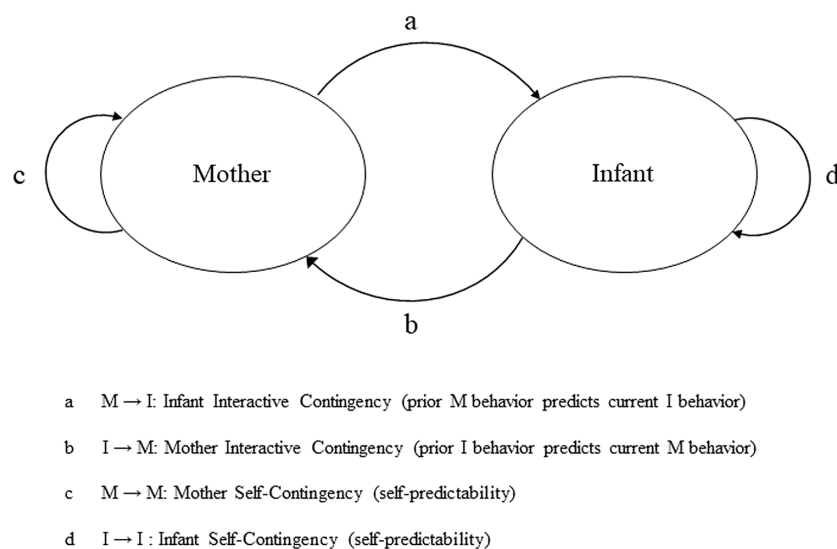 a
c
Mother
Infant
d
b
a M → I: Infant Interactive Contingency (prior M behavior predicts current I behavior)
b I → M: Mother Interactive Contingency (prior I behavior predicts current M behavior)
c M → M: Mother Self-Contingency (self-predictability)
d I → I : Infant Self-Contingency (self-predictability)